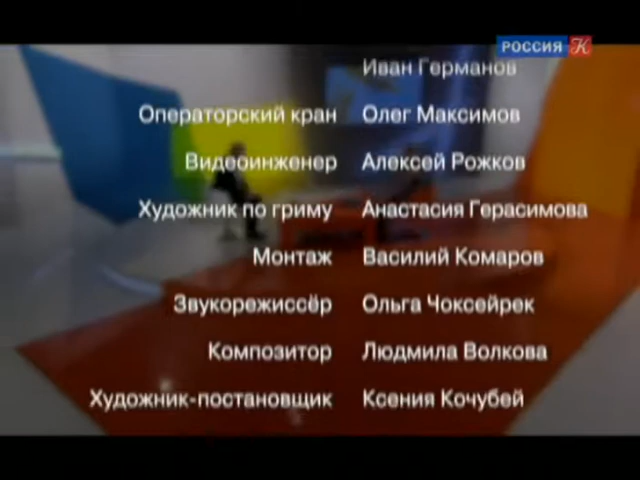 РОССИЯ К
Иван Германов
Операторский кран Олег Максимов
Видеоинженер Алексей Рожков
Художник по гриму Анастасия Герасимова
Монтаж Василий Комаров
Звукорежиссёр Ольга Чоксейрек
Композитор Людмила Волкова
Художник-постановщик Ксения Кочубей